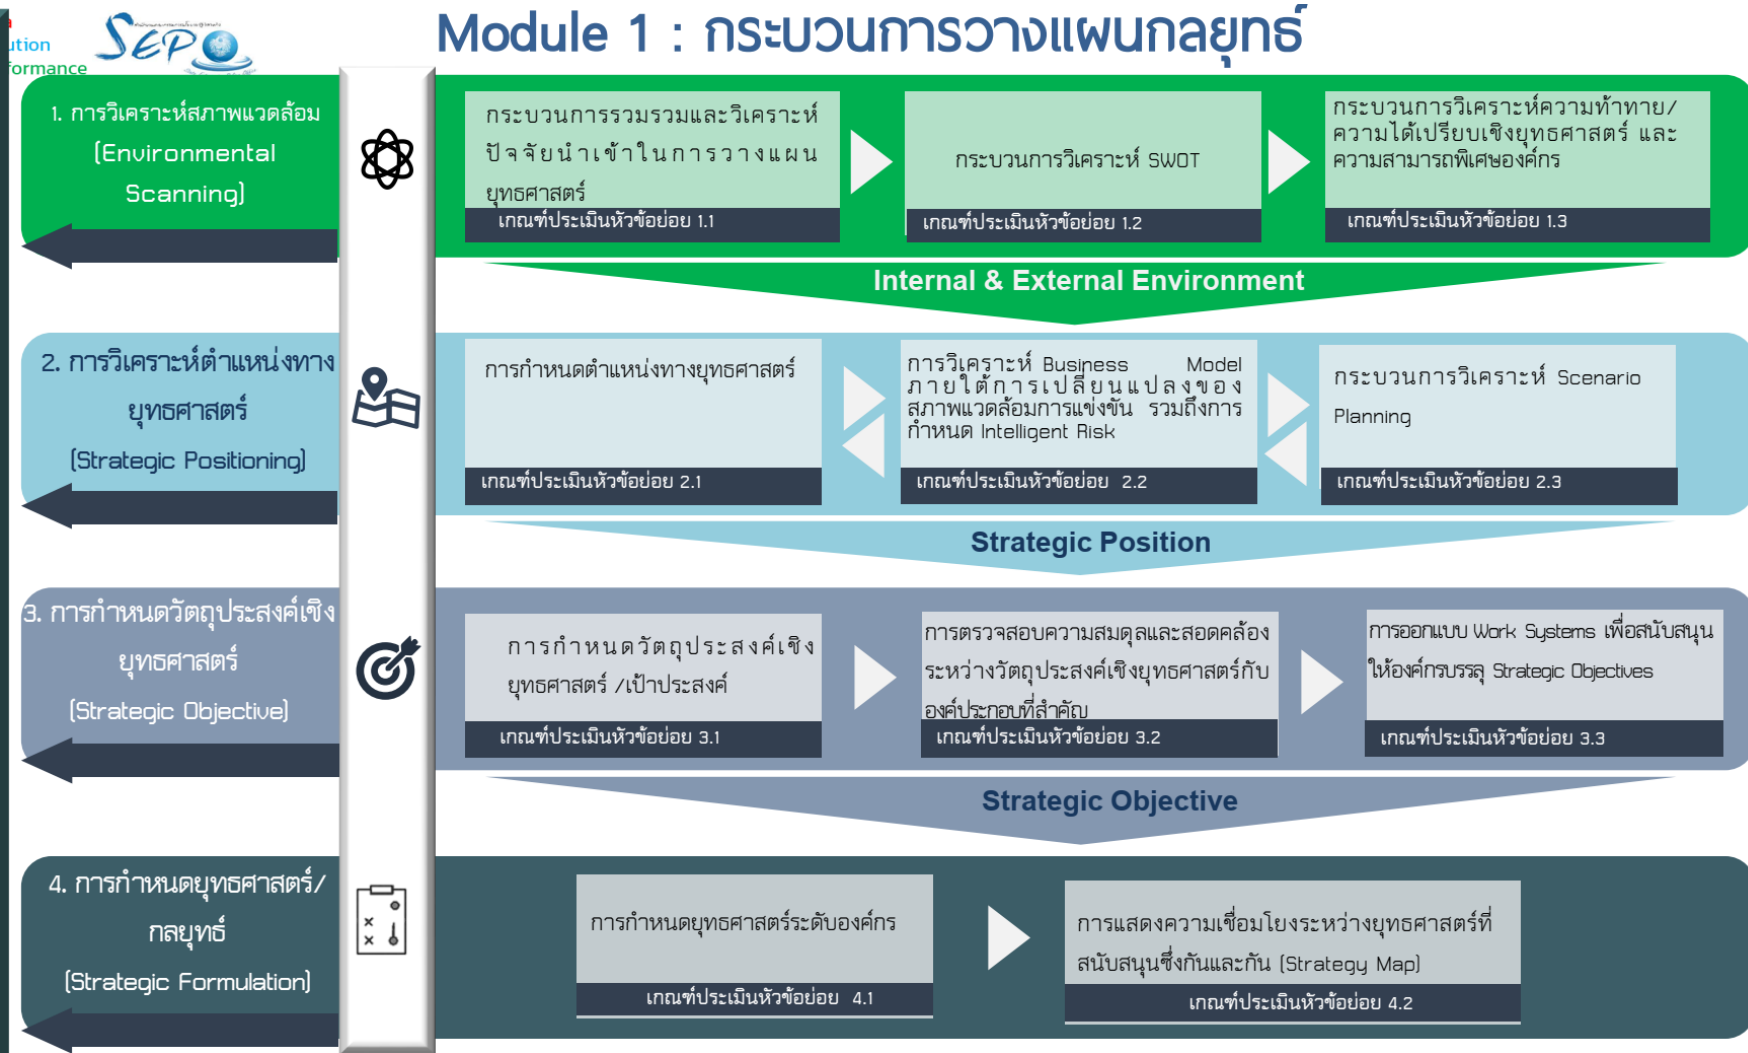 Module 1 : กระบวนการวางแผนกลยุทธ์
SEPO
ution
formance
1. การวิเคราะห์สภาพแวดล้อม
(Environmental
Scanning)
กระบวนการรวมรวมและวิเคราะห์
ปัจจัยนำเข้าในการวางแผน
ยุทธศาสตร์
เกณฑ์ประเมินหัวข้อย่อย 1.1
กระบวนการวิเคราะห์ SWOT
เกณฑ์ประเมินหัวข้อย่อย 1.2
กระบวนการวิเคราะห์ความท้าทาย/
ความได้เปรียบเชิงยุทธศาสตร์ และ
ความสามารถพิเศษองค์กร
เกณฑ์ประเมินหัวข้อย่อย 1.3
Internal & External Environment
2. การวิเคราะห์ตำแหน่งทาง
ยุทธศาสตร์
(Strategic Positioning)
การกำหนดตำแหน่งทางยุทธศาสตร์
เกณฑ์ประเมินหัวข้อย่อย 2.1
การวิเคราะห์ Business Model
ภายใต้การเปลี่ยนแปลงของ
สภาพแวดล้อมการแข่งขัน รวมถึงการ
กำหนด Intelligent Risk
เกณฑ์ประเมินหัวข้อย่อย 2.2
กระบวนการวิเคราะห์ Scenario
Planning
เกณฑ์ประเมินหัวข้อย่อย 2.3
Strategic Position
3. การกำหนดวัตถุประสงค์เชิง
ยุทธศาสตร์
(Strategic Objective)
การกำหนดวัตถุประสงค์เชิง
ยุทธศาสตร์ /เป้าประสงค์
เกณฑ์ประเมินหัวข้อย่อย 3.1
การตรวจสอบความสมดุลและสอดคล้อง
ระหว่างวัตถุประสงค์เชิงยุทธศาสตร์กับ
องค์ประกอบที่สำคัญ
เกณฑ์ประเมินหัวข้อย่อย 3.2
การออกแบบ Work Systems เพื่อสนับสนุน
ให้องค์กรบรรลุ Strategic Objectives
เกณฑ์ประเมินหัวข้อย่อย 3.3
Strategic Objective
4. การกำหนดยุทธศาสตร์/
กลยุทธ์
(Strategic Formulation)
การกำหนดยุทธศาสตร์ระดับองค์กร
เกณฑ์ประเมินหัวข้อย่อย 4.1
การแสดงความเชื่อมโยงระหว่างยุทธศาสตร์ที่
สนับสนุนซึ่งกันและกัน (Strategy Map)
เกณฑ์ประเมินหัวข้อย่อย 4.2